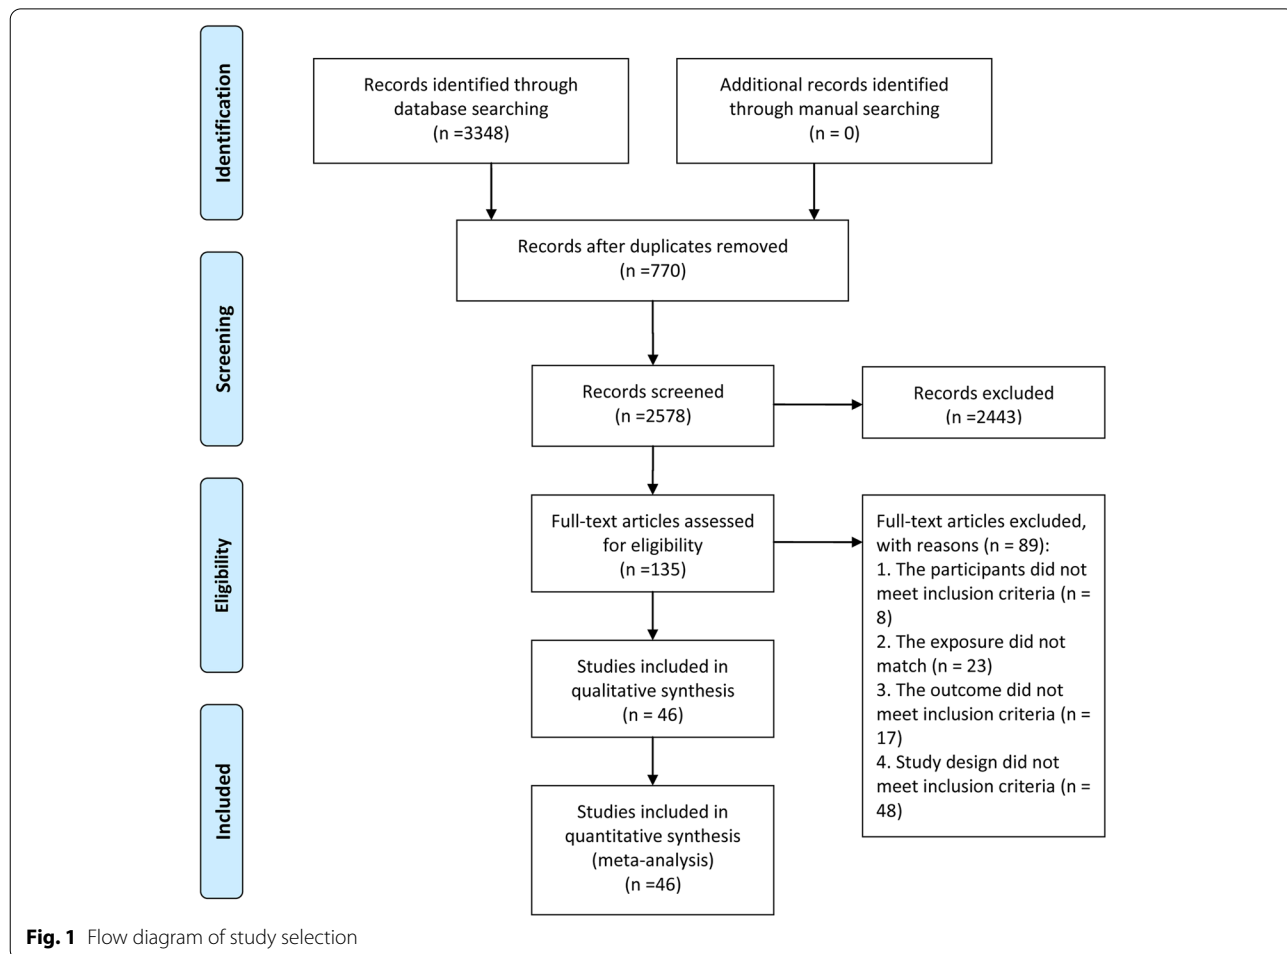 Identification
Records identified through
database searching
(n =3348)
Additional records identified
through manual searching
(n = 0)
Records after duplicates removed
(n =770)
Screening
Records screened
(n =2578)
Records excluded
(n =2443)
Eligibility
Full-text articles assessed
for eligibility
(n =135)
Full-text articles excluded,
with reasons (n = 89):
1. The participants did not
meet inclusion criteria (n =
8)
2. The exposure did not
match (n = 23)
3. The outcome did not
meet inclusion criteria (n =
17)
4. Study design did not
meet inclusion criteria (n =
48)
Studies included in
qualitative synthesis
(n = 46)
Included
Studies included in
quantitative synthesis
(meta-analysis)
(n =46)
Fig. 1 Flow diagram of study selection